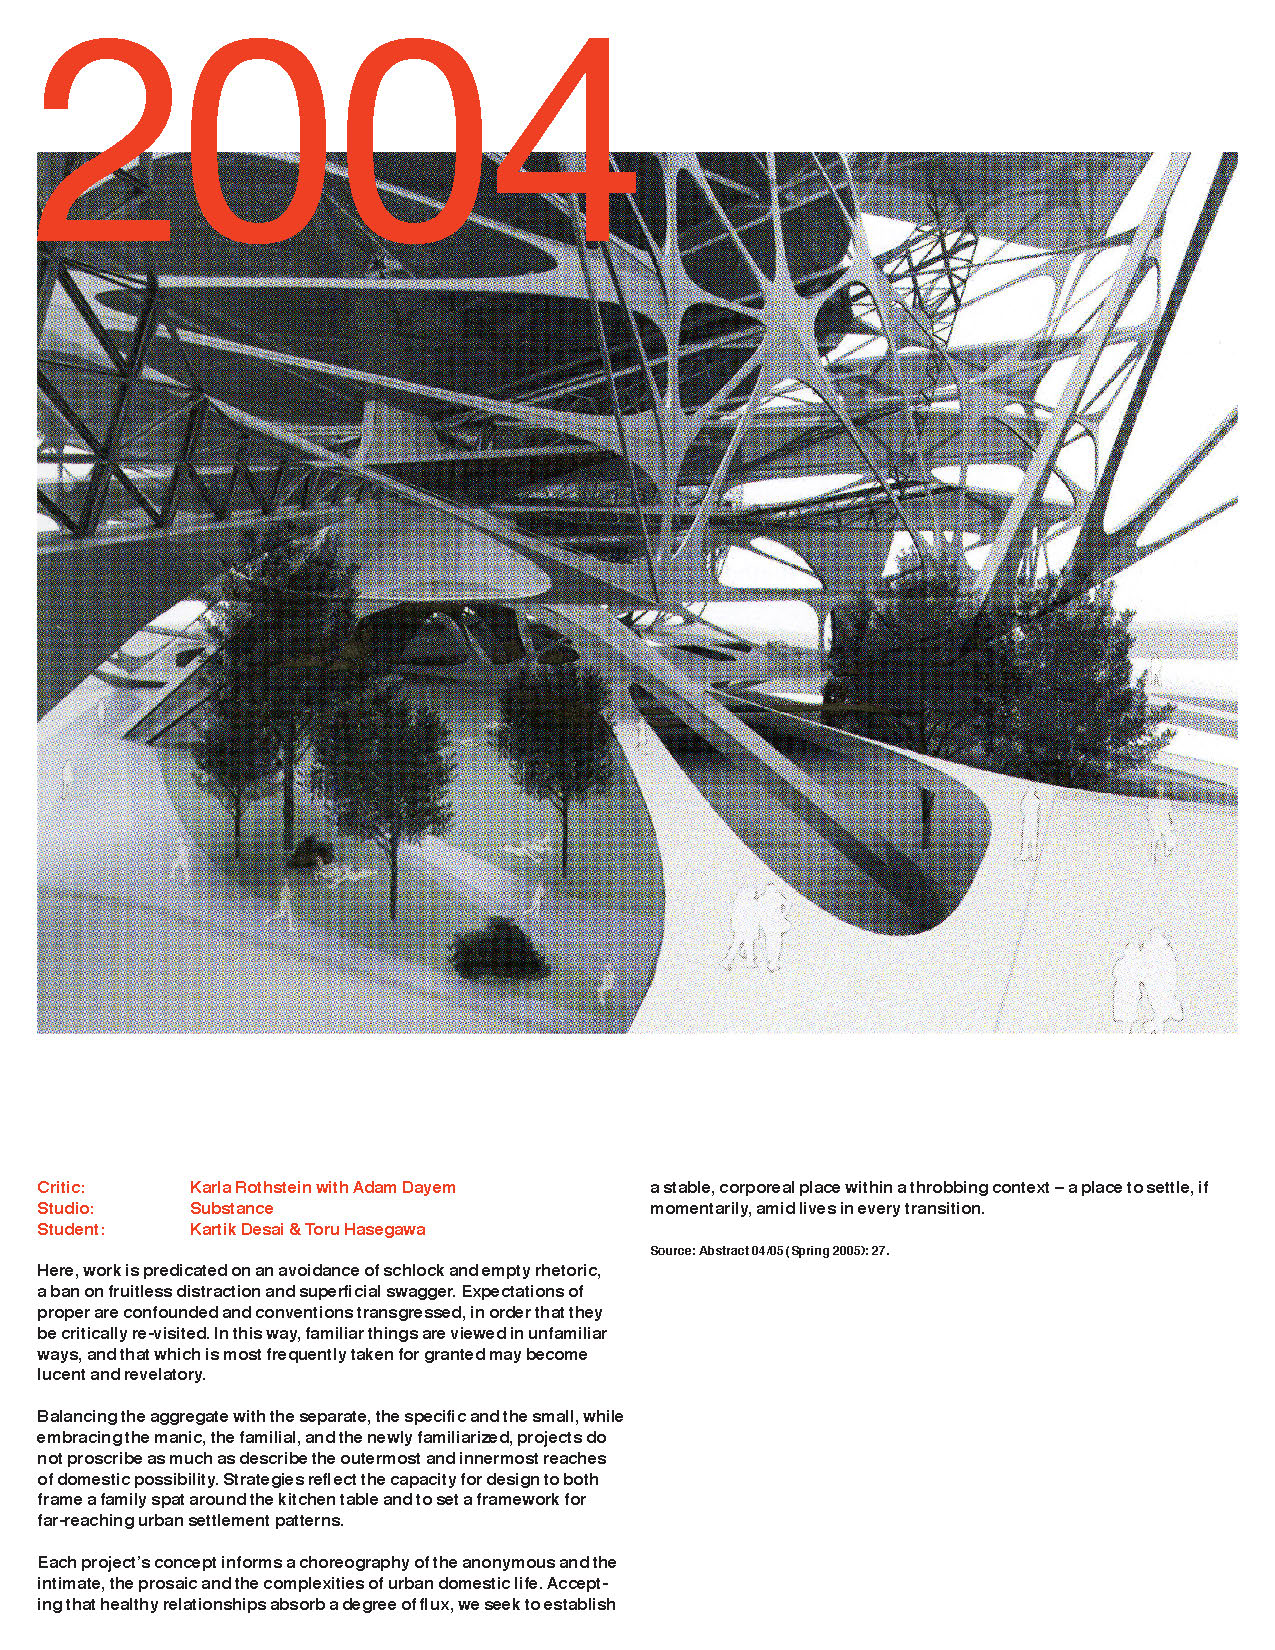 2004
Critic: Karla Rothstein with Adam Dayem
Studio: Substance
Student: Kartik Desai & Toru Hasegawa
Here, work is predicated on an avoidance of schlock and empty rhetoric,
a ban on fruitless distraction and superficial swagger. Expectations of
proper are confounded and conventions transgressed, in order that they
be critically re-visited. In this way, familiar things are viewed in unfamiliar
ways, and that which is most frequently taken for granted may become
lucent and revelatory.
Balancing the aggregate with the separate, the specific and the small, while
embracing the manic, the familial, and the newly familiarized, projects do
not proscribe as much as describe the outermost and innermost reaches
of domestic possibility. Strategies reflect the capacity for design to both
frame a family spat around the kitchen table and to set a framework for
far-reaching urban settlement patterns.
Each project's concept informs a choreography of the anonymous and the
intimate, the prosaic and the complexities of urban domestic life. Accept-
ing that healthy relationships absorb a degree of flux, we seek to establish
a stable, corporeal place within a throbbing context – a place to settle, if
momentarily, amid lives in every transition.
Source: Abstract 04/05 (Spring 2005): 27.